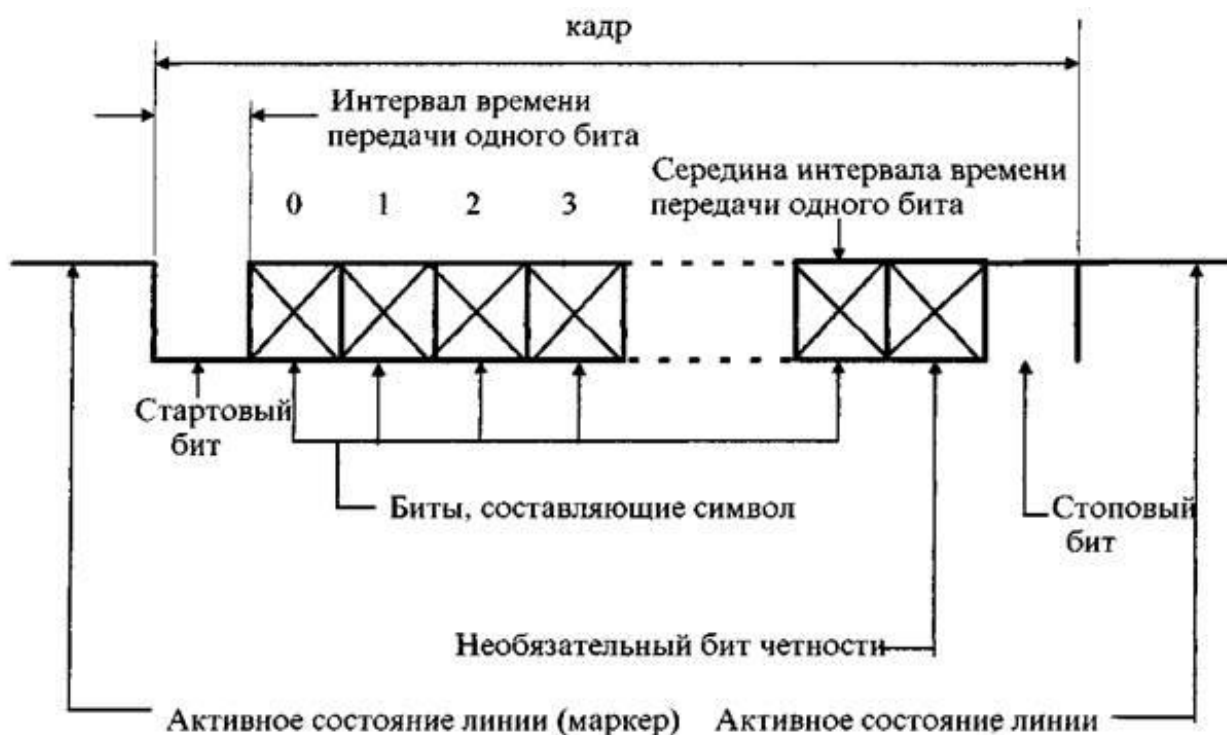 кадр
Интервал времени
передачи одного бита
Середина интервала времени
передачи одного бита
0 1 2 3
Стартовый
бит
Биты, составляющие символ
Стоповый
бит
Необязательный бит четности
Активное состояние линии (маркер)
Активное состояние линии